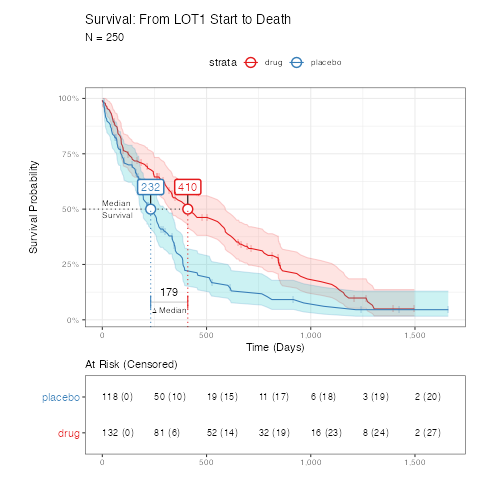 Survival: From LOT1 Start to Death
N = 250
strata drug placebo
Survival Probability
100%
75%
50%
25%
0%
Median
Survival
232
410
179
Δ Median
0 500 1,000 1,500
Time (Days)
At Risk (Censored)
placebo 118 (0) 50 (10) 19 (15) 11 (17) 6 (18) 3 (19) 2 (20)
drug 132 (0) 81 (6) 52 (14) 32 (19) 16 (23) 8 (24) 2 (27)
0 500 1,000 1,500